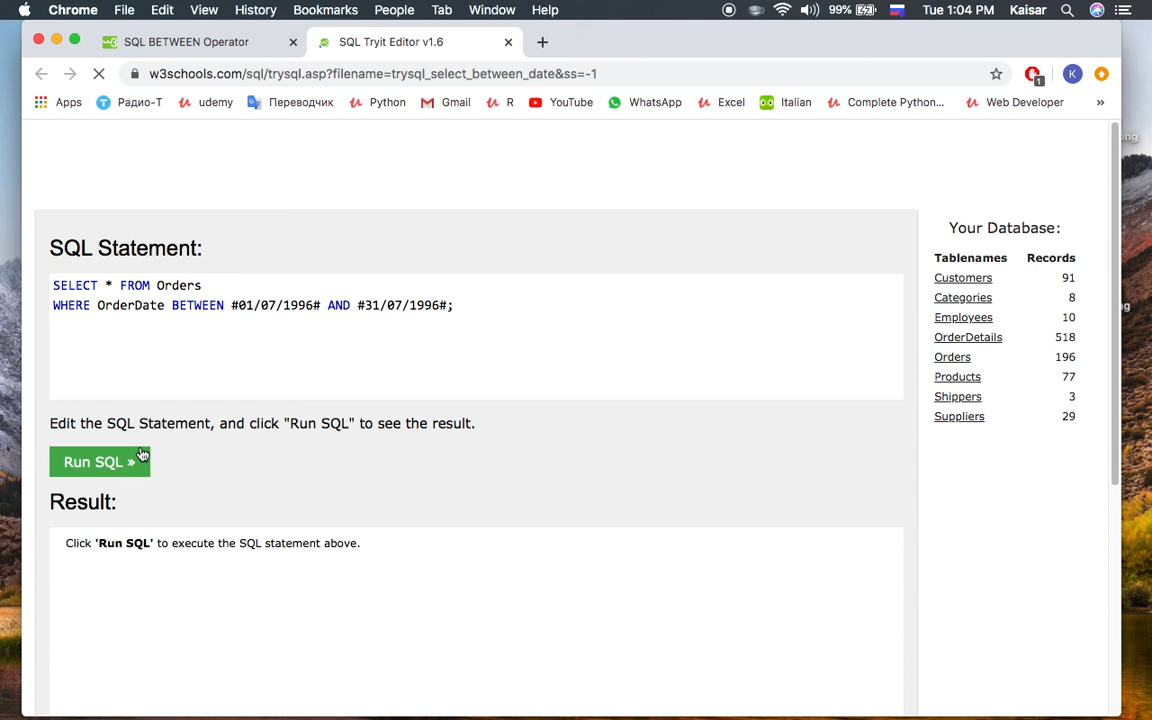 Chrome File Edit View History Bookmarks People Tab Window Help 99% Tue 1:04 PM Kaisar
SQL BETWEEN Operator SQL Tryit Editor v1.6
w3schools.com/sql/trysql.asp?filename=trysql_select_between_date&ss=-1 1 K
Apps Радио-Т udemy Переводчик Python Gmail R YouTube WhatsApp Excel Italian Complete Python... Web Developer »
ong
SQL Statement:
SELECT * FROM Orders
WHERE OrderDate BETWEEN #01/07/1996# AND #31/07/1996#;
Edit the SQL Statement, and click "Run SQL" to see the result.
Run SQL »
Result:
Click 'Run SQL' to execute the SQL statement above.
Your Database:
Tablenames Records
Customers 91
Categories 8
Employees 10
OrderDetails 518
Orders 196
Products 77
Shippers 3
Suppliers 29